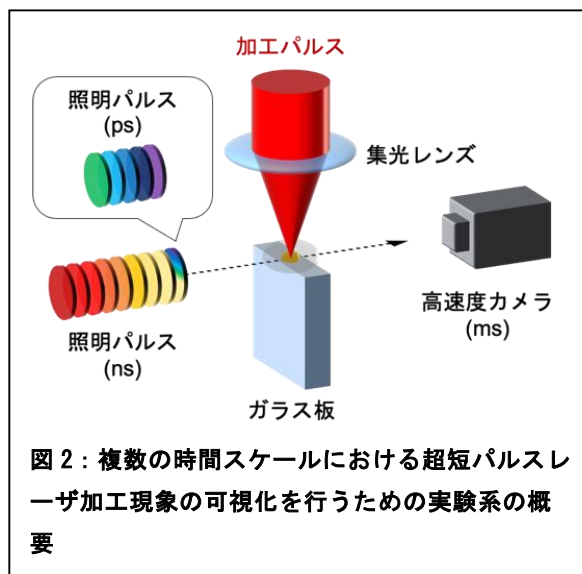 加工パルス
照明パルス
(ps)
集光レンズ
高速度カメラ
(ms)
照明パルス
(ns)
ガラス板
図 2：複数の時間スケールにおける超短パルスレ
ーザ加工現象の可視化を行うための実験系の概
要